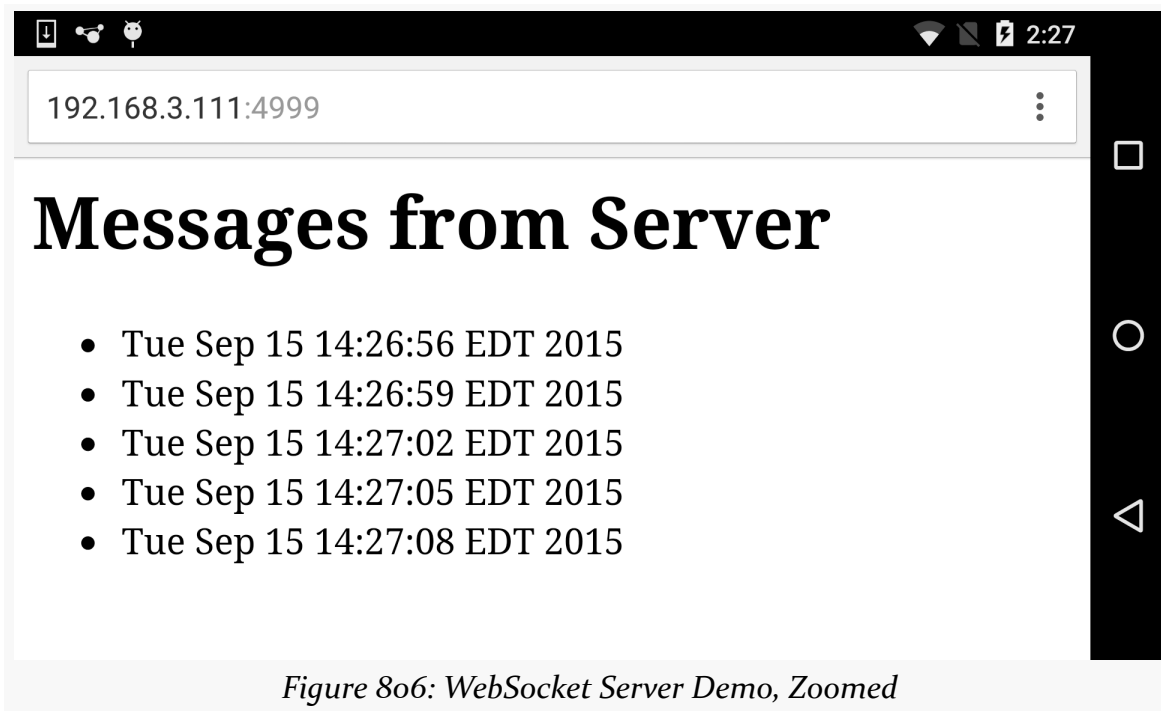 2:27
192.168.3.111:4999
Messages from Server
• Tue Sep 15 14:26:56 EDT 2015
• Tue Sep 15 14:26:59 EDT 2015
• Tue Sep 15 14:27:02 EDT 2015
• Tue Sep 15 14:27:05 EDT 2015
• Tue Sep 15 14:27:08 EDT 2015
Figure 806: WebSocket Server Demo, Zoomed